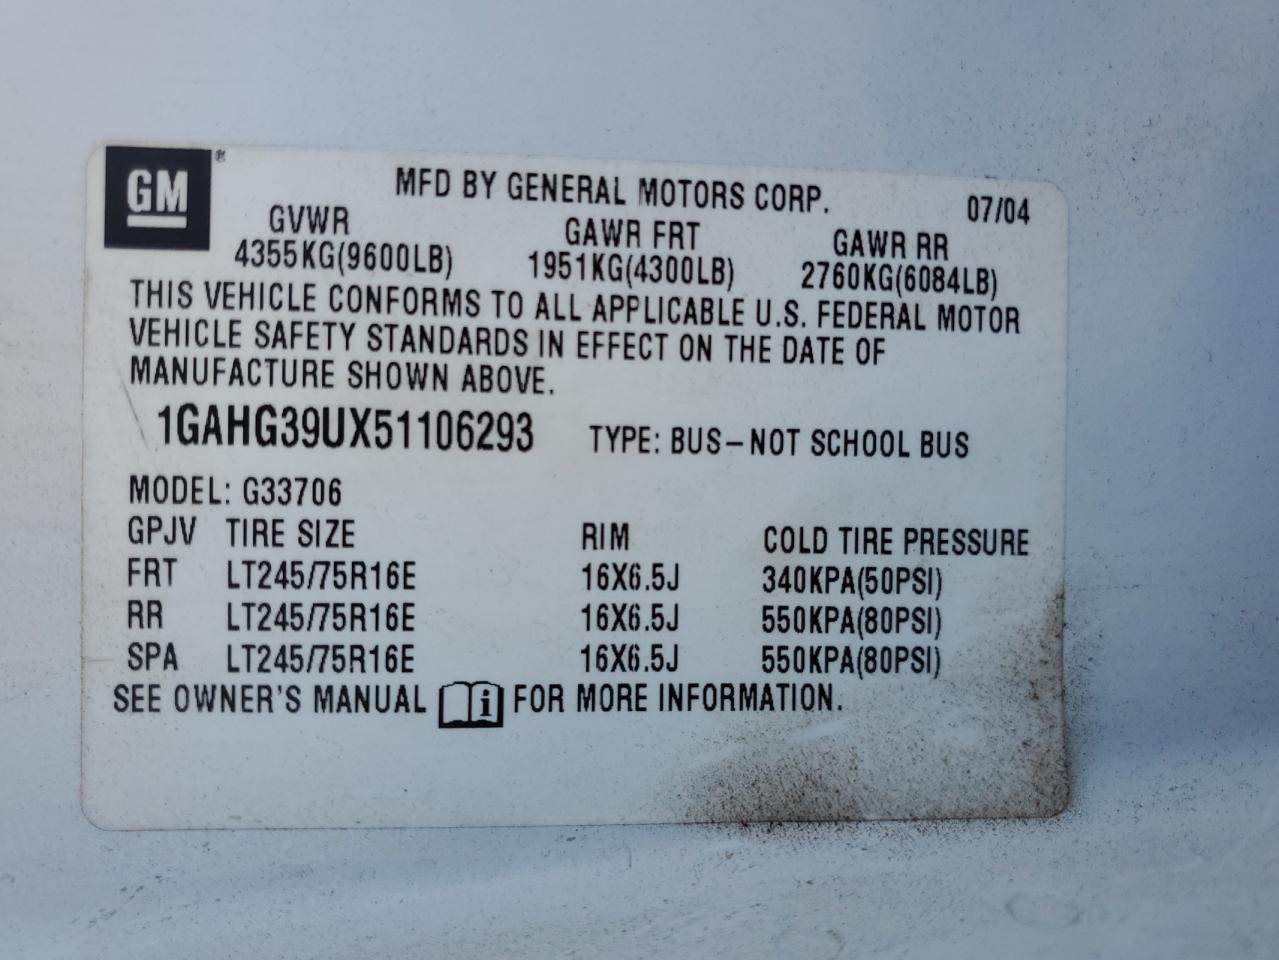 GM®
MFD BY GENERAL MOTORS CORP. 07/04
GVWR GAWR FRT GAWR RR
4355KG(9600LB) 1951KG(4300LB) 2760KG(6084LB)
THIS VEHICLE CONFORMS TO ALL APPLICABLE U.S. FEDERAL MOTOR
VEHICLE SAFETY STANDARDS IN EFFECT ON THE DATE OF
MANUFACTURE SHOWN ABOVE.
1GAHG39UX51106293 TYPE: BUS-NOT SCHOOL BUS
MODEL: G33706
GPJV TIRE SIZE RIM COLD TIRE PRESSURE
FRT LT245/75R16E 16X6.5J 340KPA(50PSI)
RR LT245/75R16E 16X6.5J 550KPA(80PSI)
SPA LT245/75R16E 16X6.5J 550KPA(80PSI)
SEE OWNER'S MANUAL i FOR MORE INFORMATION.